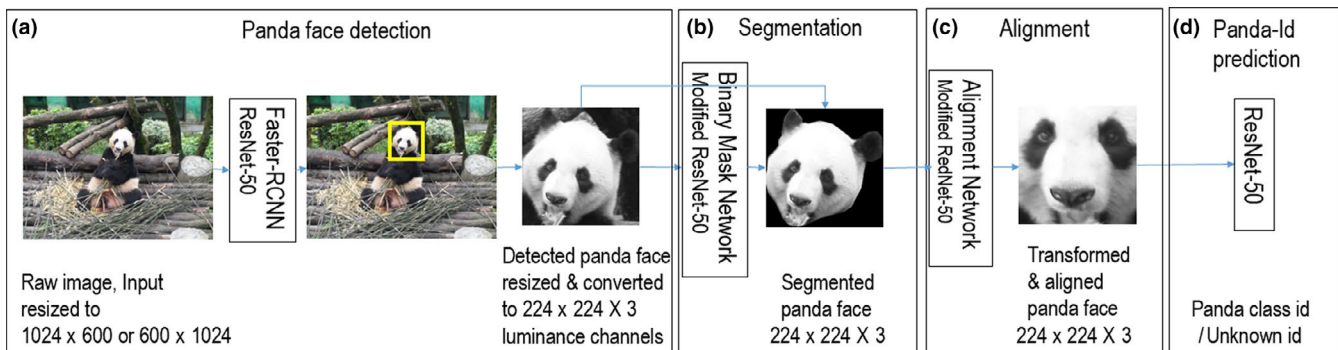 (a)
Panda face detection
Faster-RCNN
ResNet-50
Raw image, Input
resized to
1024 x 600 or 600 x 1024
Detected panda face
resized & converted
to 224 x 224 X 3
luminance channels
(b)
Segmentation
Binary Mask Network
Modified ResNet-50
Segmented
panda face
224 x 224 X 3
(c)
Alignment
Alignment Network
Modified RedNet-50
Transformed
& aligned
panda face
224 x 224 X 3
(d)
Panda-Id
prediction
ResNet-50
Panda class id
/Unknown id